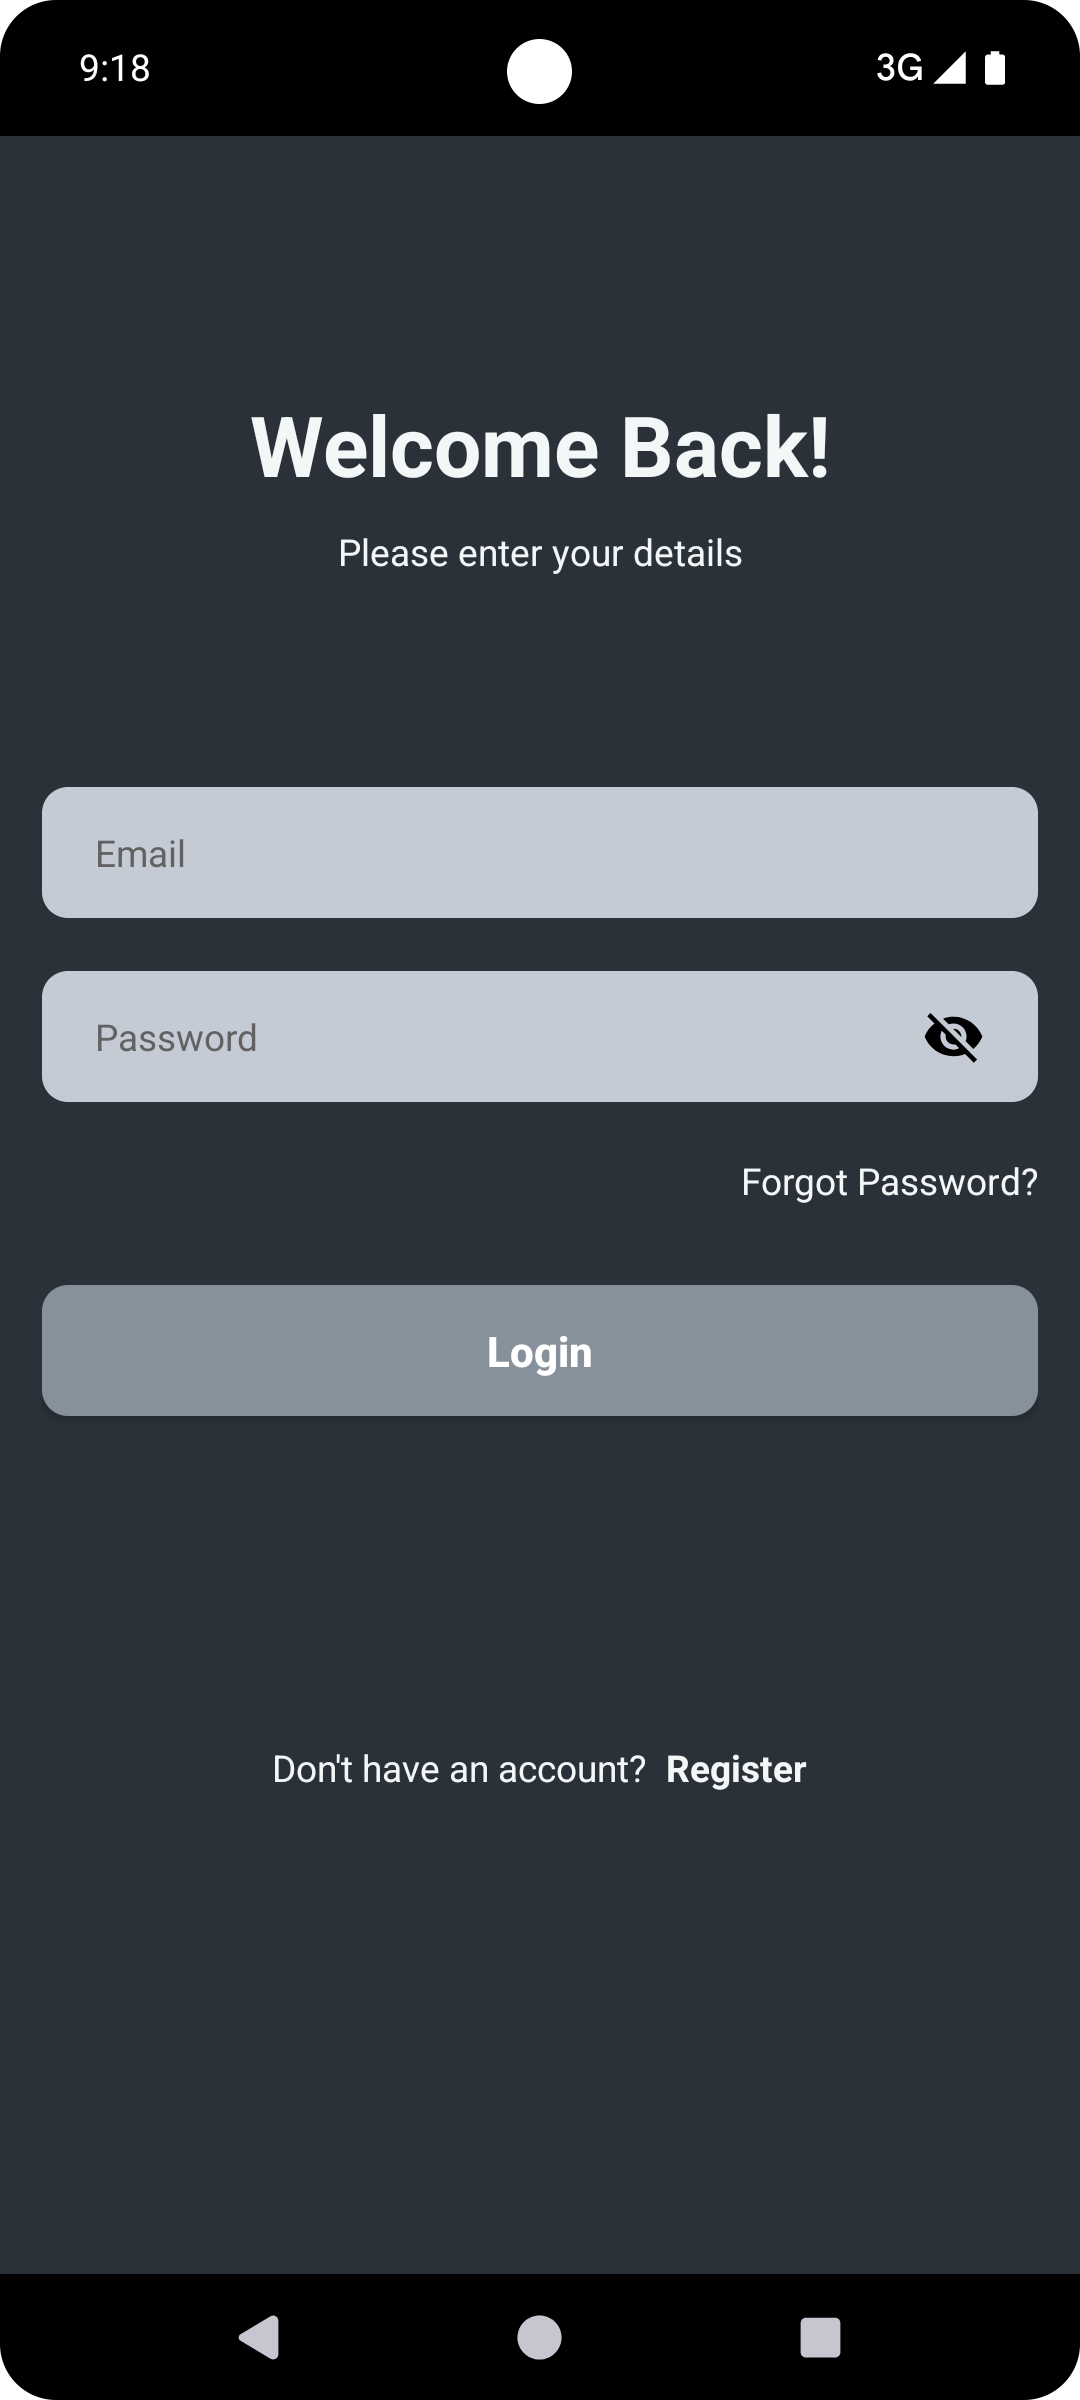 9:18 3G
Welcome Back!
Please enter your details
Email
Password
Forgot Password?
Login
Don't have an account? Register